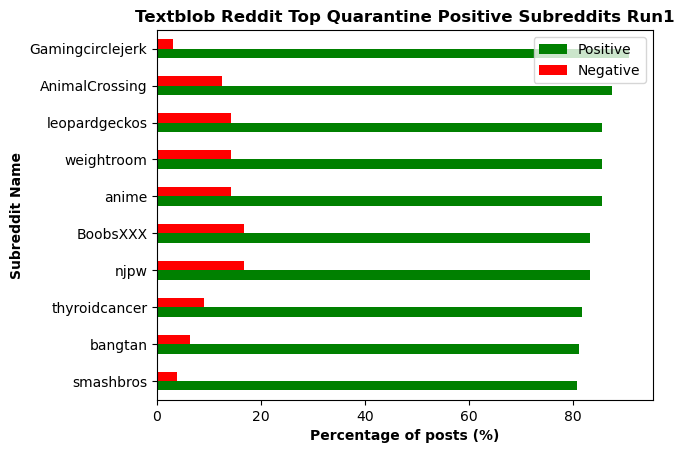 Textblob Reddit Top Quarantine Positive Subreddits Run1
Gamingcirclejerk
AnimalCrossing
leopardgeckos
weightroom
anime
BoobsXXX
njpw
thyroidcancer
bangtan
smashbros
Subreddit Name
Positive
Negative
0 20 40 60 80
Percentage of posts (%)